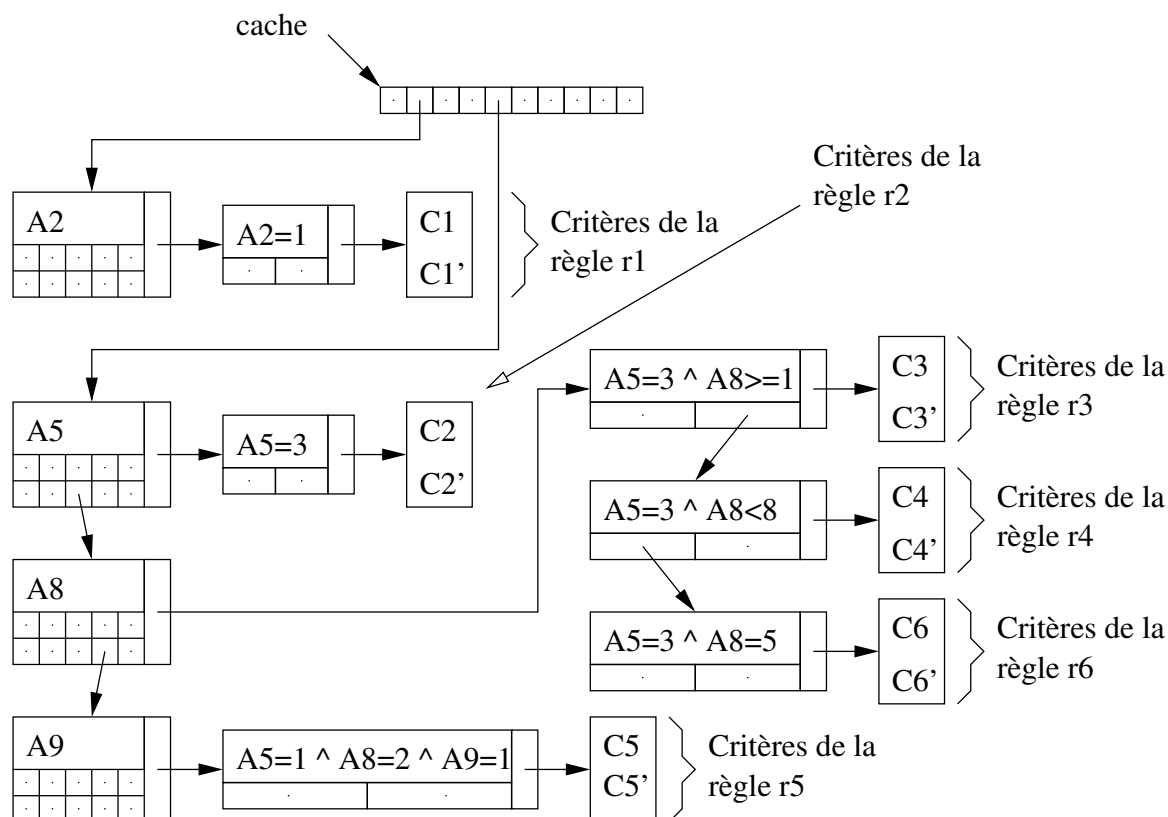 cache
Critères de la
règle r2
A2
A2=1
C1
C1’
Critères de la
règle r1
A5
A5=3
C2
C2’
A5=3 ^ A8>=1
C3
C3’
Critères de la
règle r3
A5=3 ^ A8<8
C4
C4’
Critères de la
règle r4
A8
A5=3 ^ A8=5
C6
C6’
Critères de la
règle r6
A9
A5=1 ^ A8=2 ^ A9=1
C5
C5’
Critères de la
règle r5